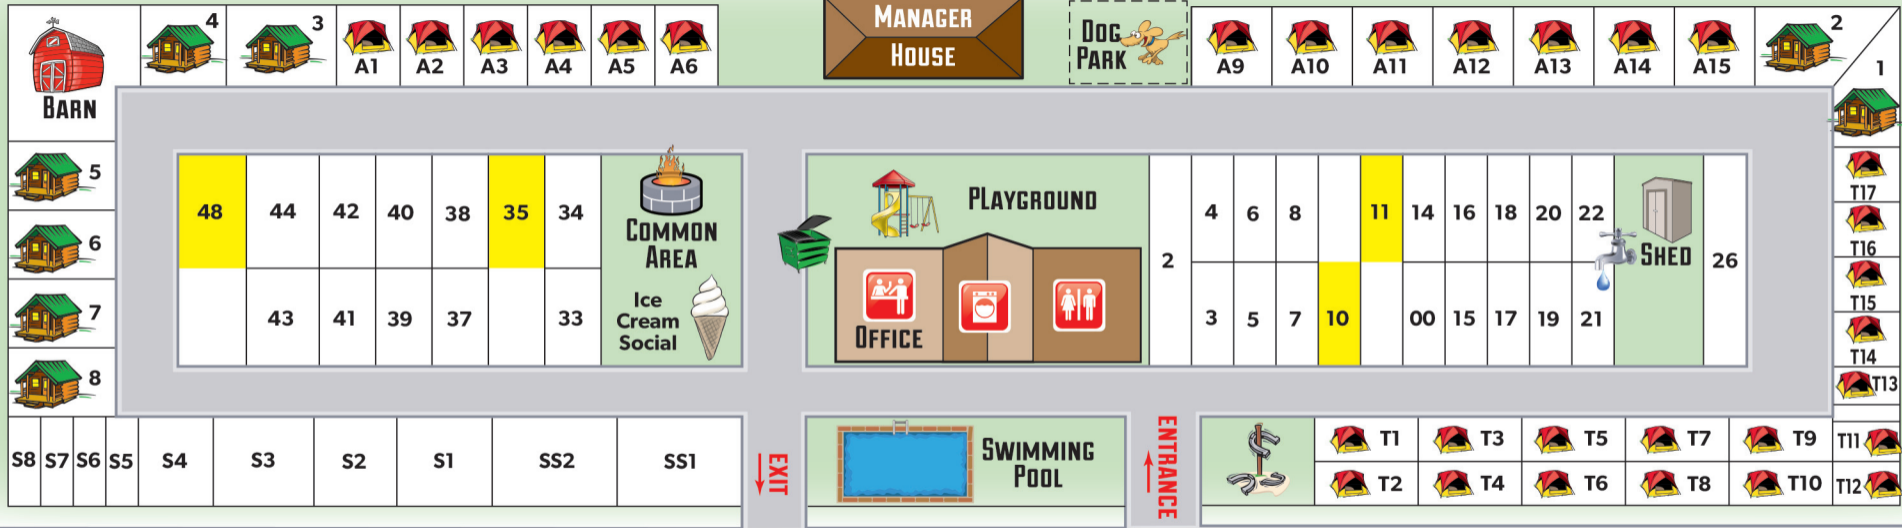 BARN
4
3
A1
A2
A3
A4
A5
A6
MANAGER
HOUSE
DOG
PARK
A9
A10
A11
A12
A13
A14
A15
2
1
5
6
7
8
48
44
42
40
38
35
34
43
41
39
37
33
COMMON
AREA
Ice
Cream
Social
PLAYGROUND
OFFICE
2
4
6
8
11
14
16
18
20
22
3
5
7
10
00
15
17
19
21
SHED
26
T17
T16
T15
T14
T13
S8
S7
S6
S5
S4
S3
S2
S1
SS2
SS1
EXIT
SWIMMING
POOL
ENTRANCE
T1
T3
T5
T7
T9
T11
T2
T4
T6
T8
T10
T12